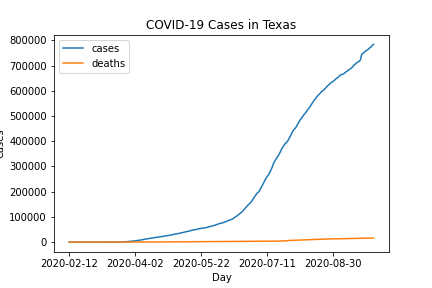 COVID-19 Cases in Texas
cases
deaths
800000
700000
600000
500000
400000
300000
200000
100000
0
cases
2020-02-12 2020-04-02 2020-05-22 2020-07-11 2020-08-30
Day